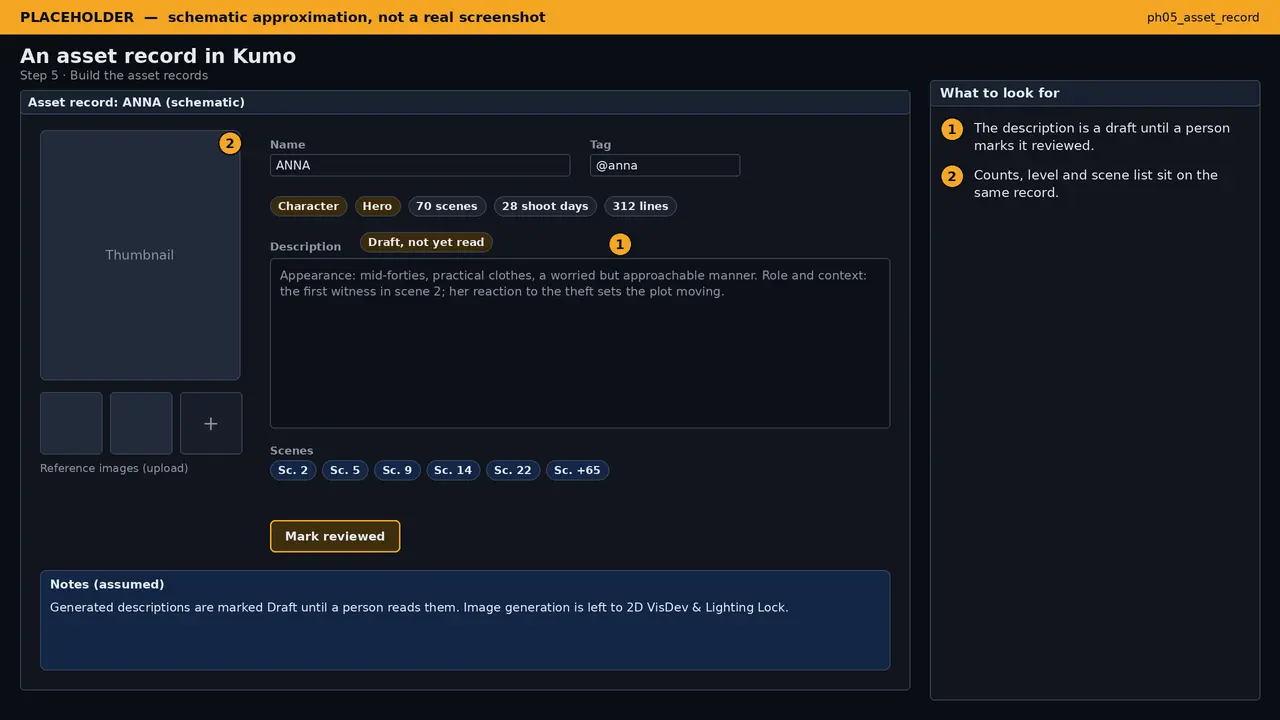 PLACEHOLDER — schematic approximation, not a real screenshot
ph05_asset_record
An asset record in Kumo
Step 5 · Build the asset records
Asset record: ANNA (schematic)
Thumbnail
2
Name
ANNA
Tag
@anna
Character
Hero
70 scenes
28 shoot days
312 lines
Description
Draft, not yet read
1
Appearance: mid-forties, practical clothes, a worried but approachable manner. Role and context:
the first witness in scene 2; her reaction to the theft sets the plot moving.
+
Reference images (upload)
Scenes
Sc. 2
Sc. 5
Sc. 9
Sc. 14
Sc. 22
Sc. +65
Mark reviewed
Notes (assumed)
Generated descriptions are marked Draft until a person reads them. Image generation is left to 2D VisDev & Lighting Lock.
What to look for
1
The description is a draft until a person
marks it reviewed.
2
Counts, level and scene list sit on the
same record.